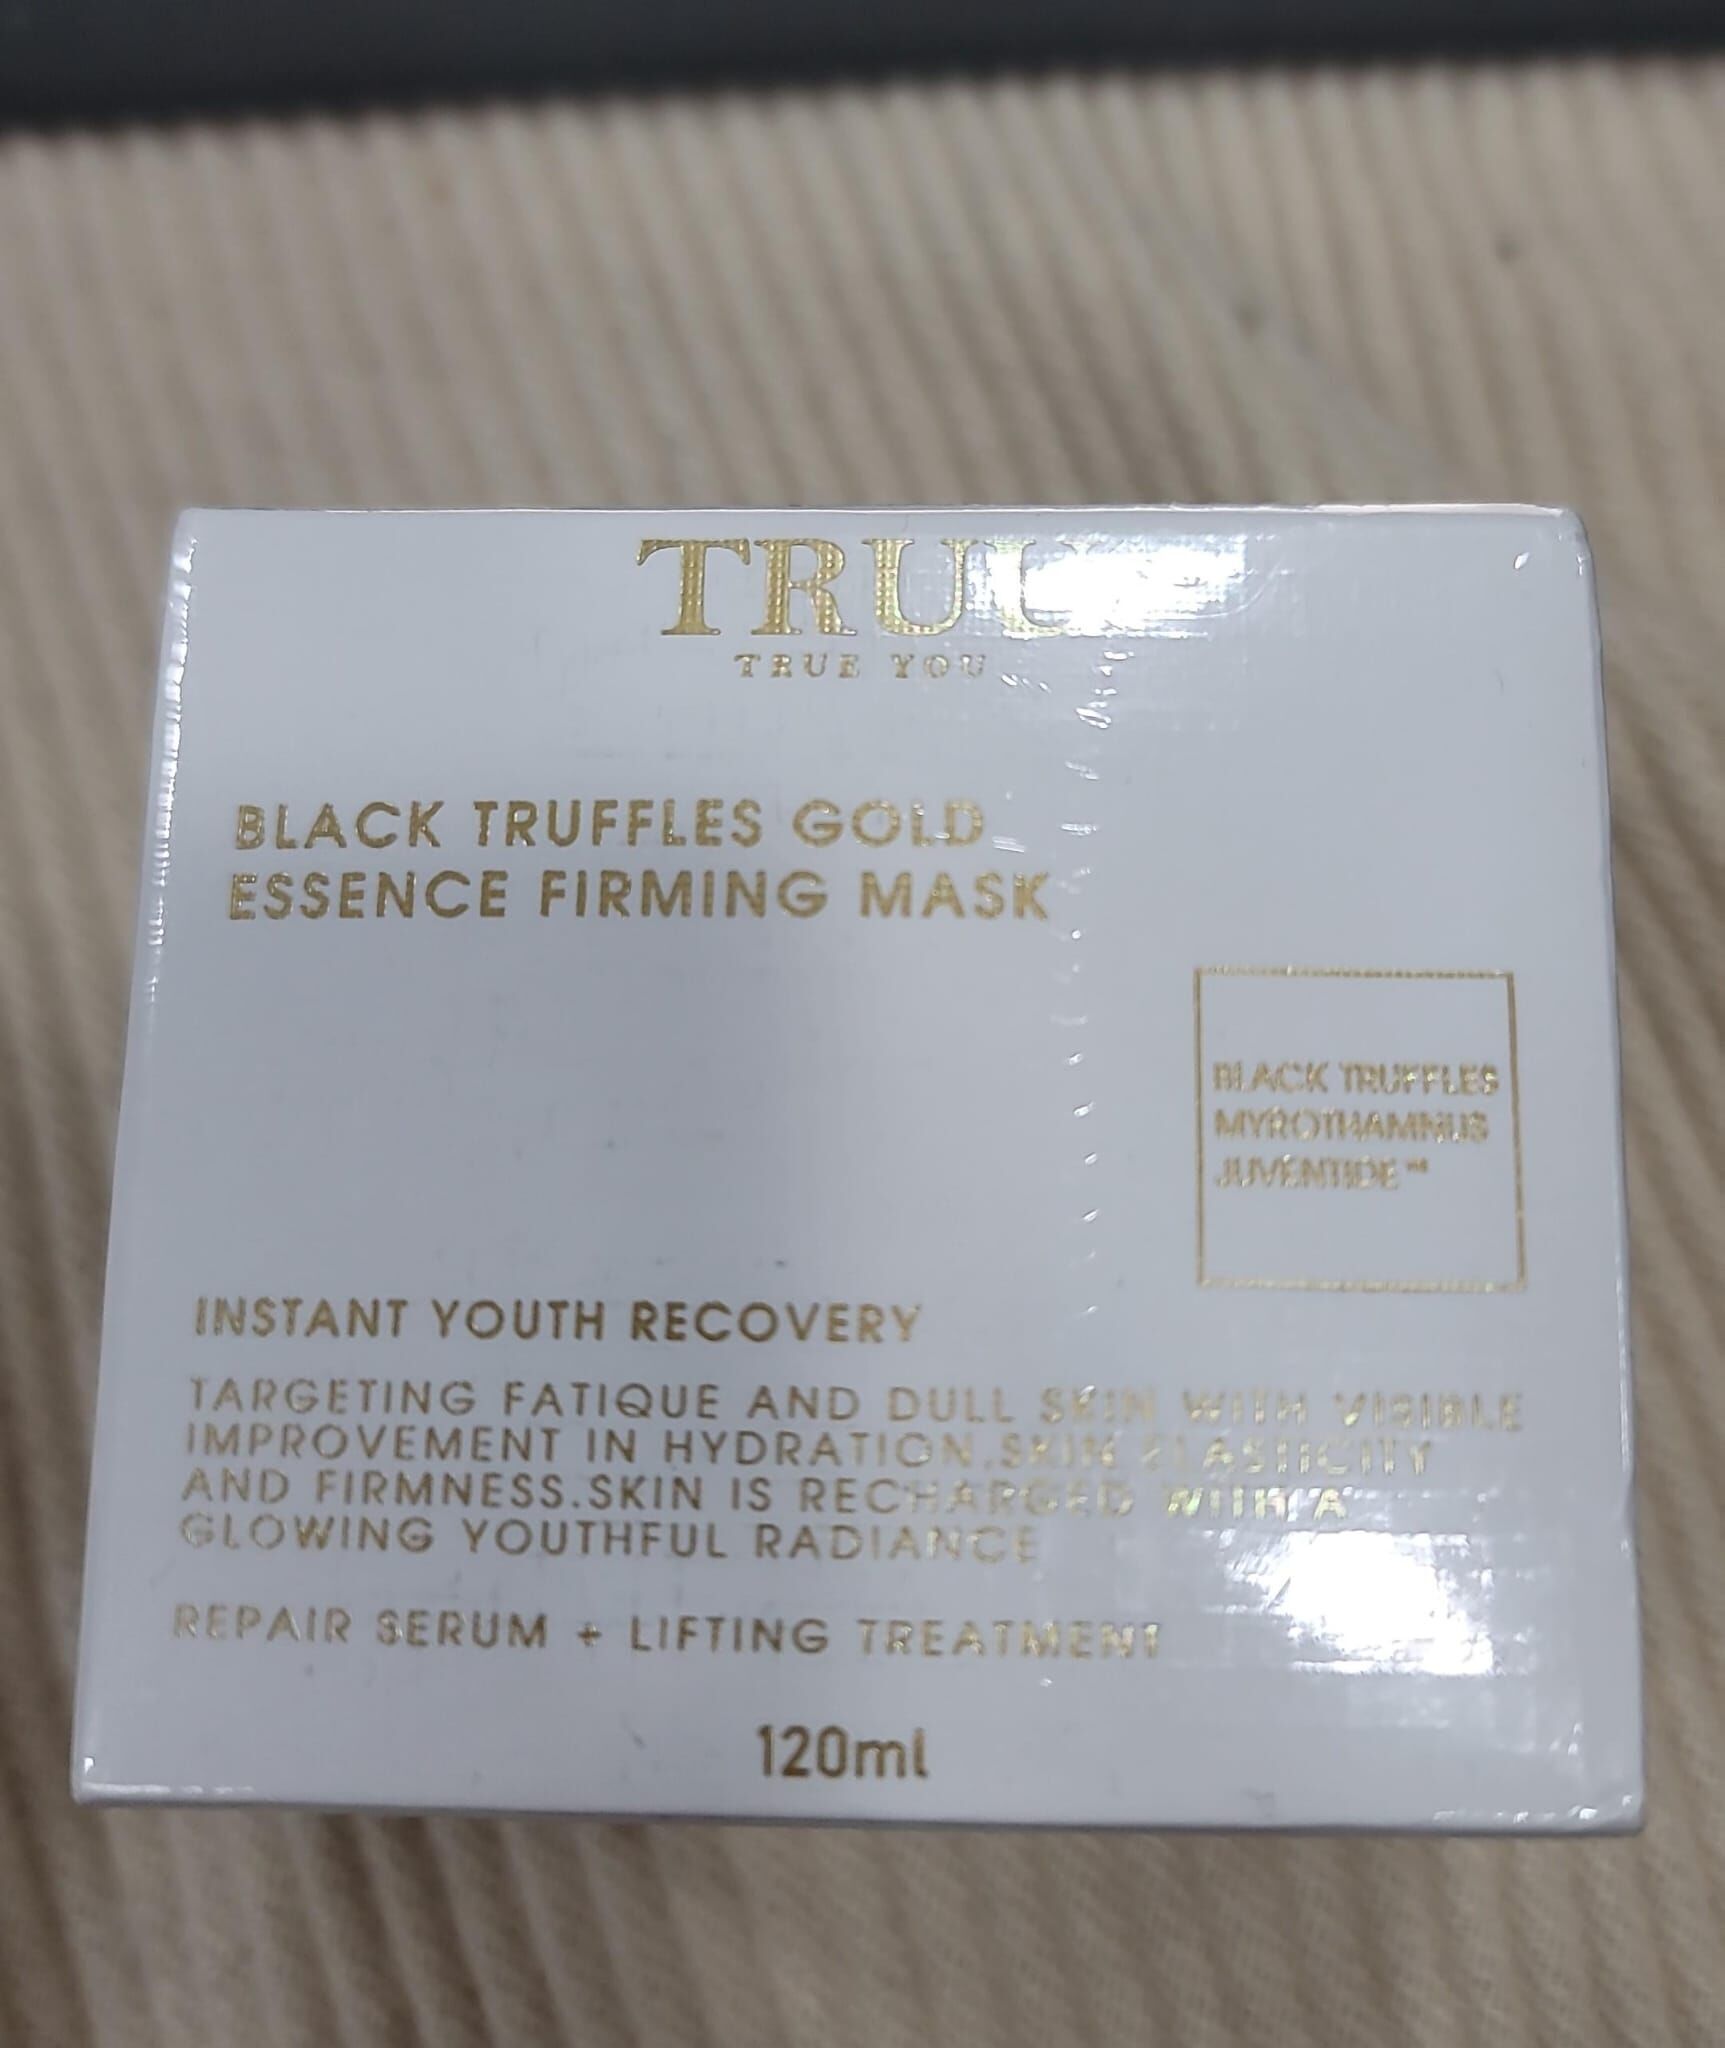 TRUU
TRUE YOU
BLACK TRUFFLES GOLD
ESSENCE FIRMING MASK
BLACK TRUFFLES
MYROTHAMNUS
JUVENTIDE™
INSTANT YOUTH RECOVERY
TARGETING FATIQUE AND DULL SKIN WITH VISIBLE
IMPROVEMENT IN HYDRATION.SKIN ELASTICITY
AND FIRMNESS.SKIN IS RECHARGED WITH A
GLOWING YOUTHFUL RADIANCE
REPAIR SERUM + LIFTING TREATMENT
120ml